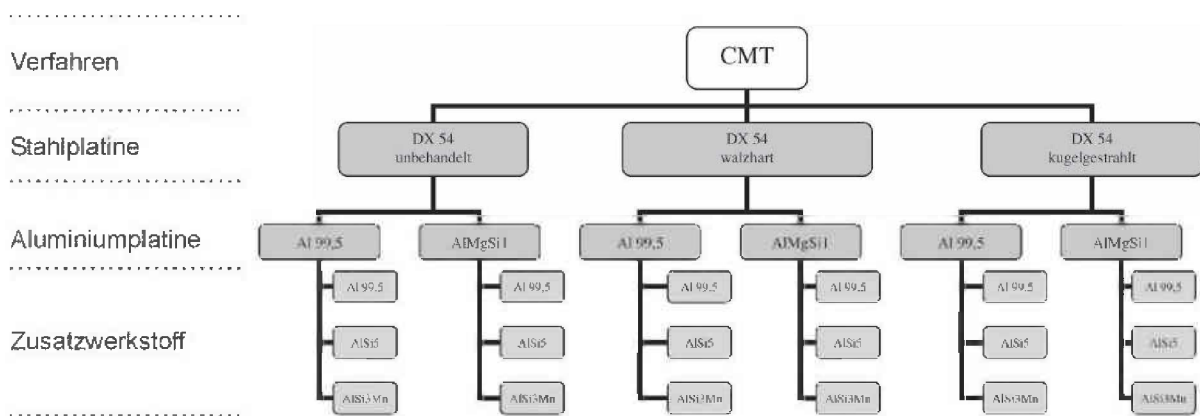 Verfahren
CMT
Stahlplatine
DX 54
unbehandelt
DX 54
walzhart
DX 54
kugelgestrahlt
Aluminiumplatine
Al 99,5
AlMgSi1
Al 99,5
AlMgSi1
Al 99,5
AlMgSi1
Zusatzwerkstoff
Al 99,5
Al 99,5
Al 99,5
Al 99,5
Al 99,5
Al 99,5
AlSi5
AlSi5
AlSi5
AlSi5
AlSi5
AlSi5
AlSi3Mn
AlSi3Mn
AlSi3Mn
AlSi3Mn
AlSi3Mn
AlSi3Mn